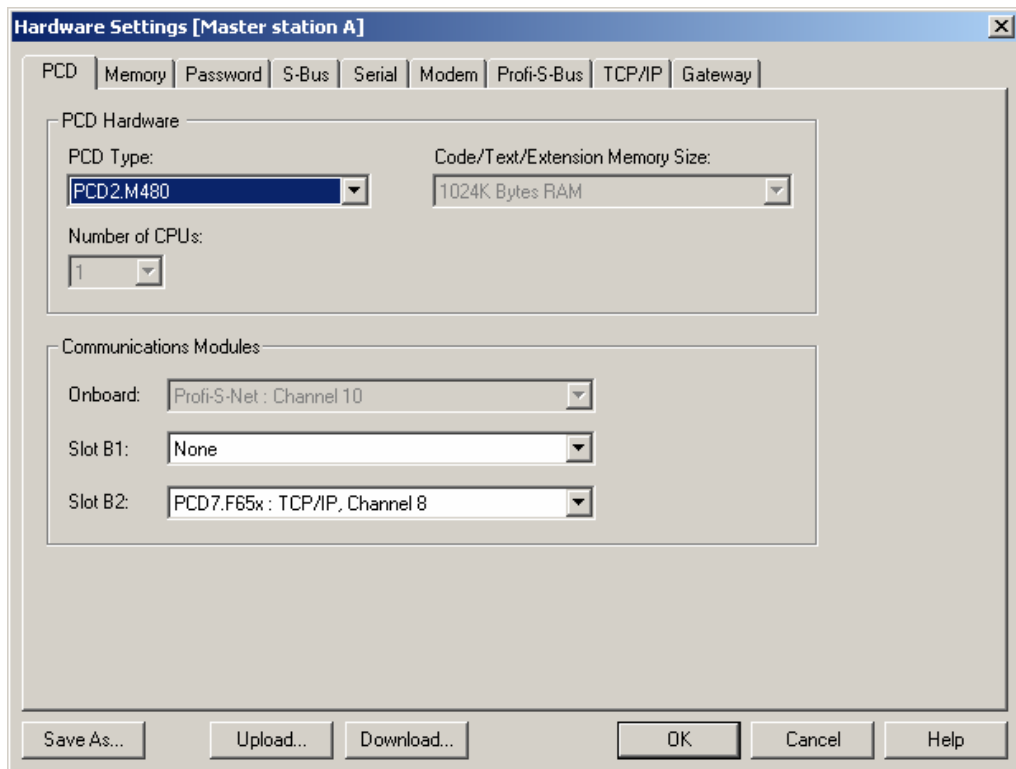 Hardware Settings [Master station A]
PCD Memory Password S-Bus Serial Modem Profi-S-Bus TCP/IP Gateway
PCD Hardware
PCD Type: Code/Text/Extension Memory Size:
PCD2.M480 1024K Bytes RAM
Number of CPUs:
1
Communications Modules
Onboard: Profi-S-Net : Channel 10
Slot B1: None
Slot B2: PCD7.F65x : TCP/IP, Channel 8
Save As... Upload... Download... OK Cancel Help